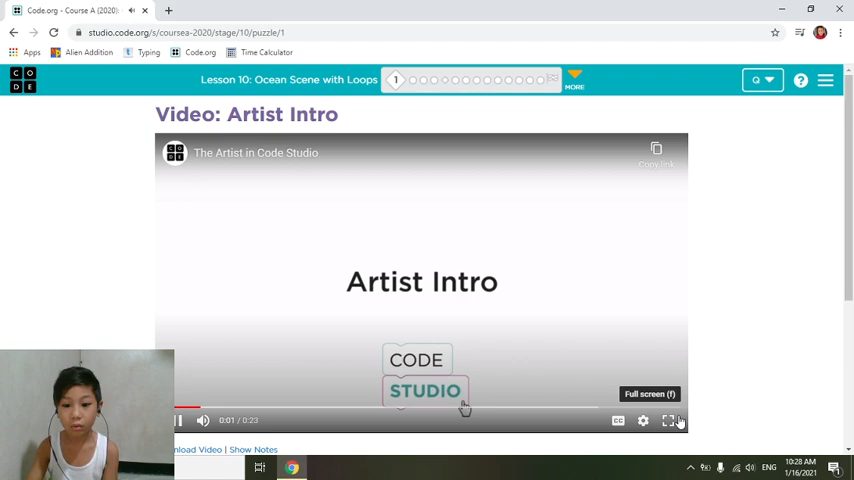 Code.org - Course A (2020):
studio.code.org/s/coursea-2020/stage/10/puzzle/1
Apps
Alien Addition
Typing
Code.org
Time Calculator
C O
D E
Lesson 10: Ocean Scene with Loops
1
MORE
Q
?
Video: Artist Intro
C O
D E
The Artist in Code Studio
Copy link
Artist Intro
CODE
STUDIO
Full screen (f)
0:01 / 0:23
CC
nload Video | Show Notes
ENG
10:28 AM
1/16/2021